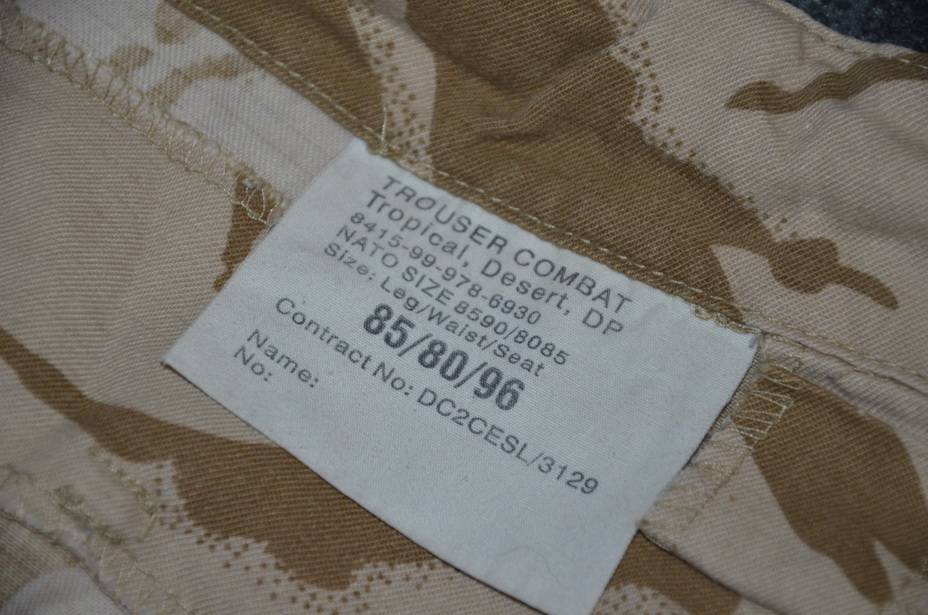 TROUSER COMBAT
Tropical, Desert, DP
8415-99-978-6930
NATO SIZE 8590/8085
Size: Leg/Waist/Seat
85/80/96
Contract No: DC2CESL/3129
Name:
No: